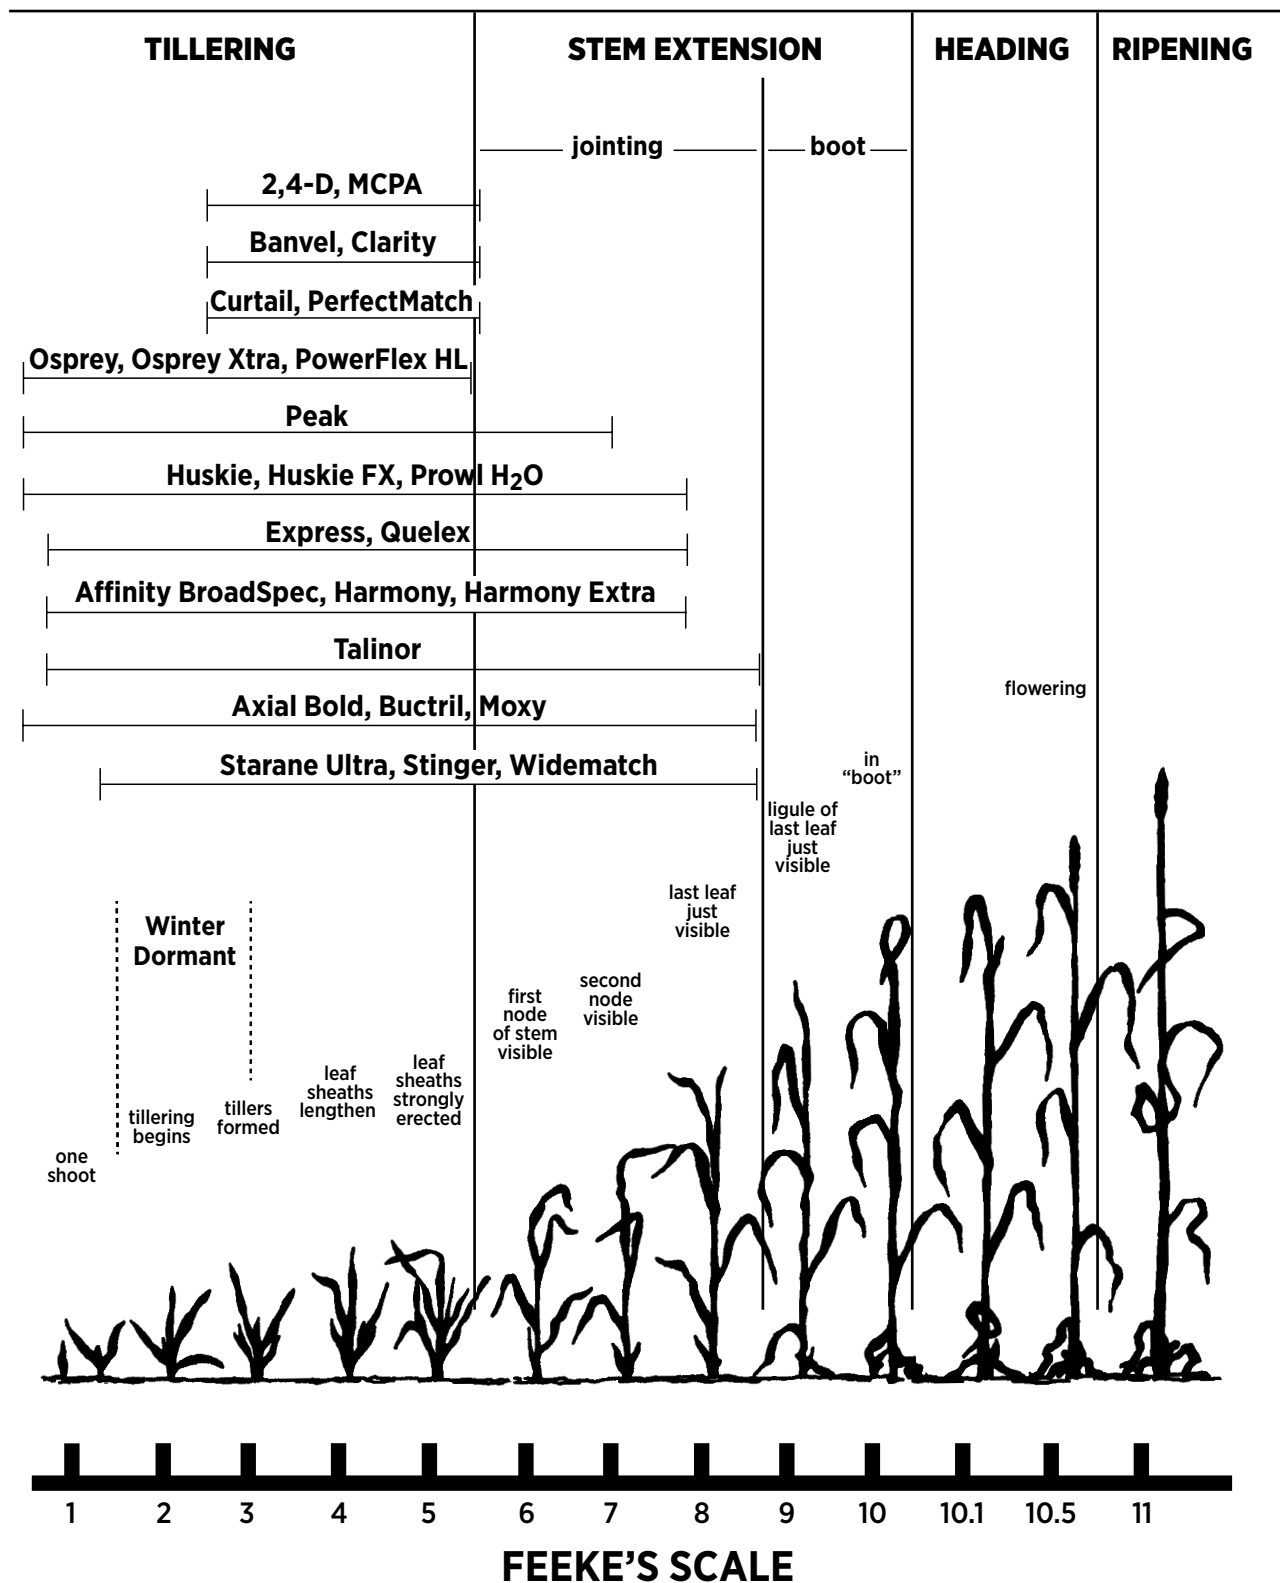 TILLERING
STEM EXTENSION
HEADING
RIPENING
jointing
boot
2,4-D, MCPA
Banvel, Clarity
Curtail, PerfectMatch
Osprey, Osprey Xtra, PowerFlex HL
Peak
Huskie, Huskie FX, Prowl H₂O
Express, Quelex
Affinity BroadSpec, Harmony, Harmony Extra
Talinor
Axial Bold, Buctril, Moxy
Starane Ultra, Stinger, Widematch
Winter
Dormant
one
shoot
tillering
begins
tillers
formed
leaf
sheaths
lengthen
leaf
sheaths
strongly
erected
first
node
of stem
visible
second
node
visible
last leaf
just
visible
ligule of
last leaf
just
visible
in
“boot”
flowering
1
2
3
4
5
6
7
8
9
10
10.1
10.5
11
FEEKE’S SCALE